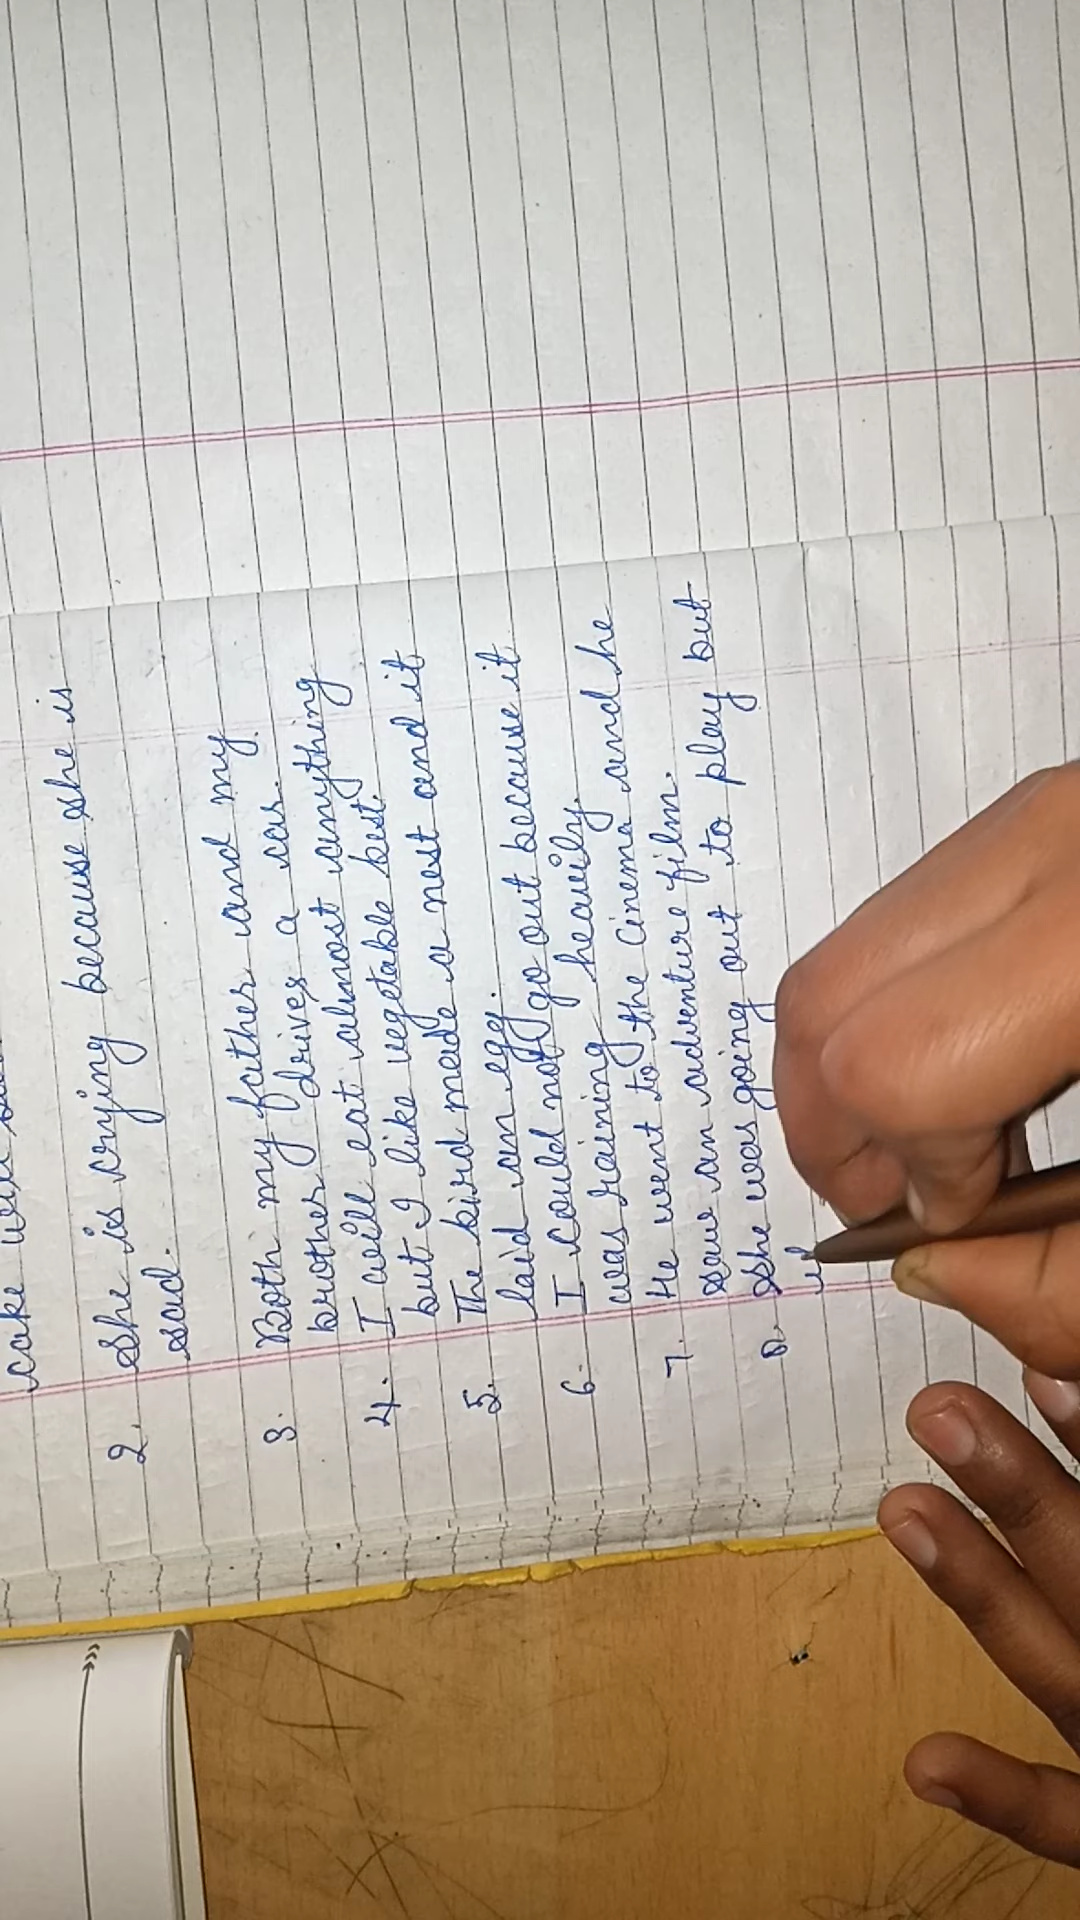 cake
2. She is crying because she is
sad.
3. Both my father and my
brother drives a car.
4. I will eat almost anything
but I like vegetable best.
5. The bird made a nest and it
laid an egg.
6. I could not go out because it
was raining heavily.
7. He went to the Cinema and he
saw an adventure film.
8. She was going out to play but